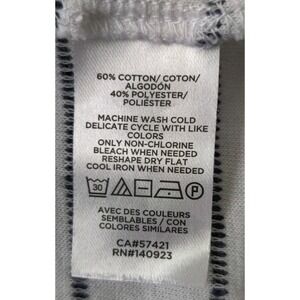 60% COTTON/ COTON/
ALGODÓN
40% POLYESTER/
POLIÉSTER
MACHINE WASH COLD
DELICATE CYCLE WITH LIKE
COLORS
ONLY NON-CHLORINE
BLEACH WHEN NEEDED
RESHAPE DRY FLAT
COOL IRON WHEN NEEDED
30 P
AVEC DES COULEURS
SEMBLABLES / CON
COLORES SIMILARES
CA#57421
RN#140923